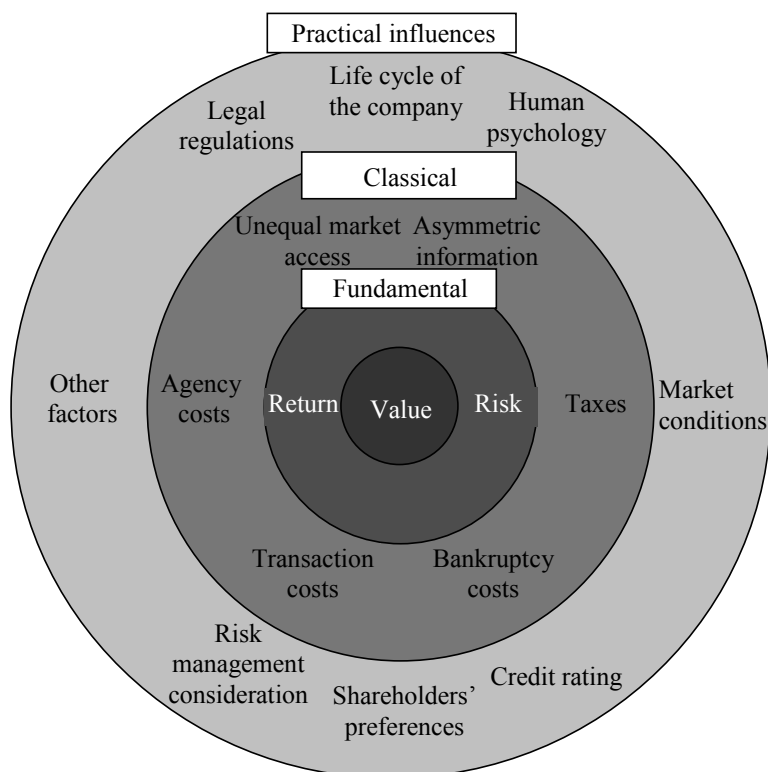 Practical influences
Life cycle of
the company
Legal
regulations
Human
psychology
Classical
Unequal market
access
Asymmetric
information
Fundamental
Other
factors
Agency
costs
Return
Value
Risk
Taxes
Market
conditions
Transaction
costs
Bankruptcy
costs
Risk
management
consideration
Shareholders’
preferences
Credit rating